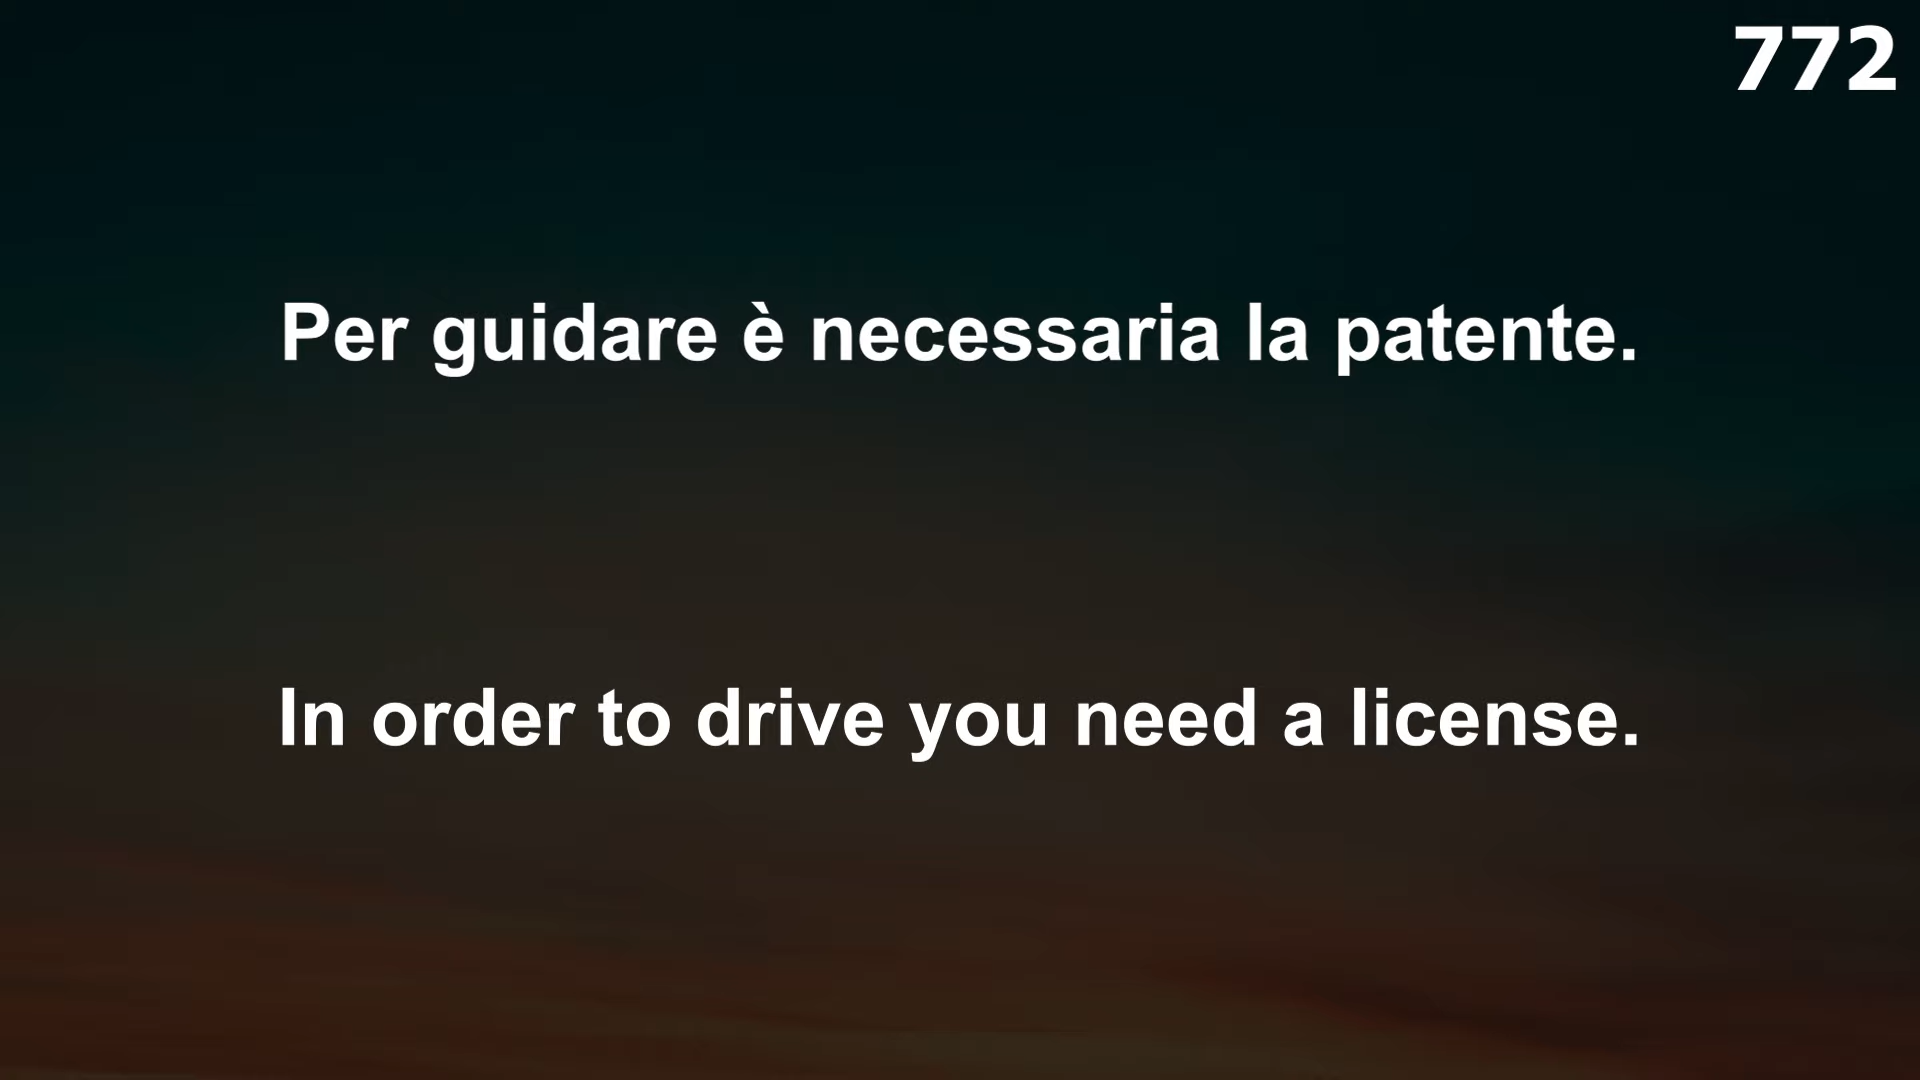 772
Per guidare è necessaria la patente.
In order to drive you need a license.